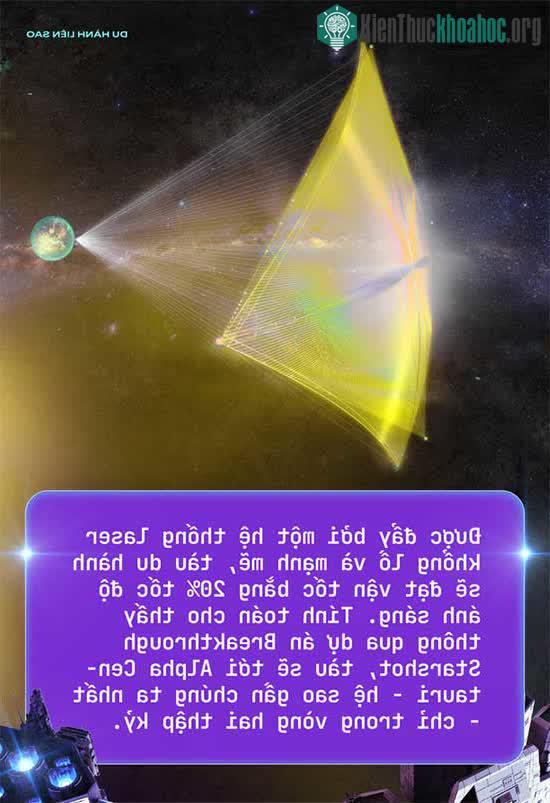 DU HÀNH LIÊN SAO
KienThuckhoahoc.org
Được đẩy bởi một hệ thống laser
khổng lồ và mạnh mẽ, tàu du hành
sẽ đạt vận tốc bằng 20% tốc độ
ánh sáng. Tính toán cho thấy
thông qua dự án Breakthrough
Starshot, tàu sẽ tới Alpha Cen-
tauri - hệ sao gần chúng ta nhất
- chỉ trong vòng hai thập kỷ.